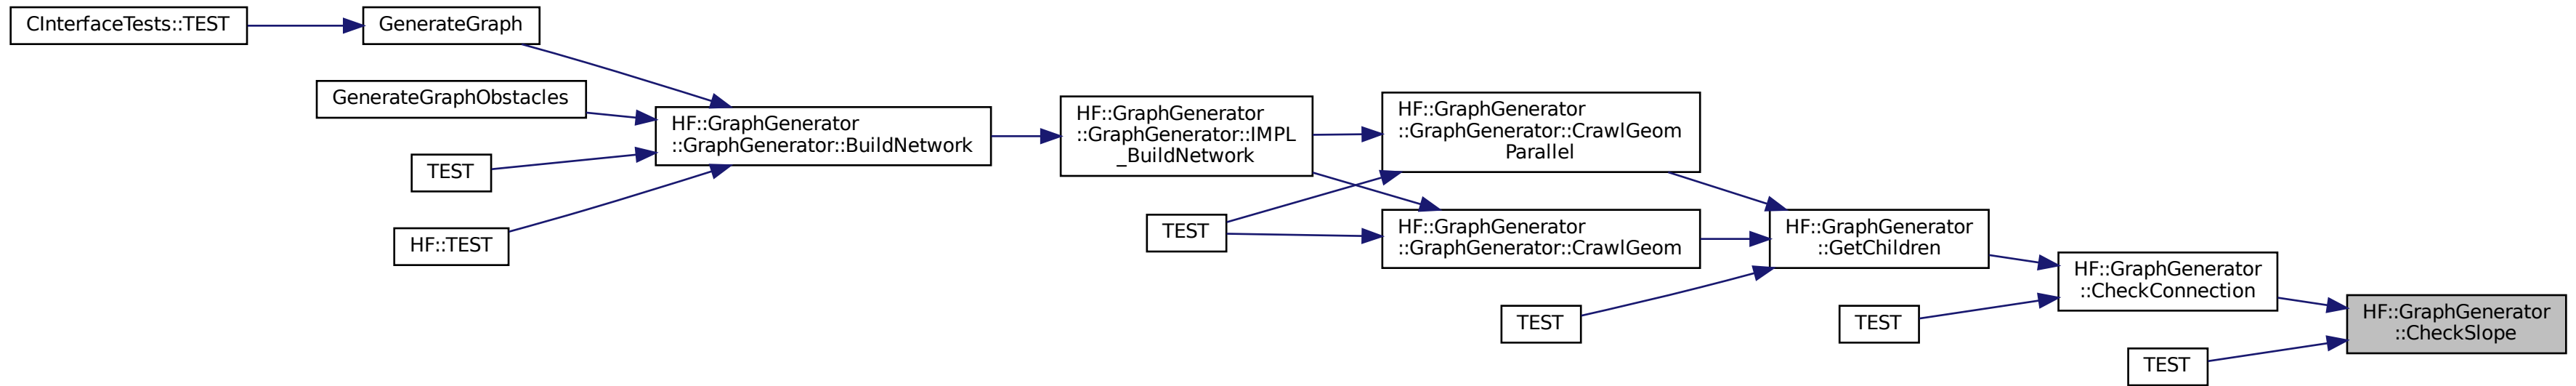 CInterfaceTests::TEST
GenerateGraph
GenerateGraphObstacles
TEST
HF::TEST
HF::GraphGenerator
::GraphGenerator::BuildNetwork
HF::GraphGenerator
::GraphGenerator::IMPL
_BuildNetwork
TEST
HF::GraphGenerator
::GraphGenerator::CrawlGeom
Parallel
HF::GraphGenerator
::GraphGenerator::CrawlGeom
TEST
HF::GraphGenerator
::GetChildren
TEST
HF::GraphGenerator
::CheckConnection
TEST
HF::GraphGenerator
::CheckSlope